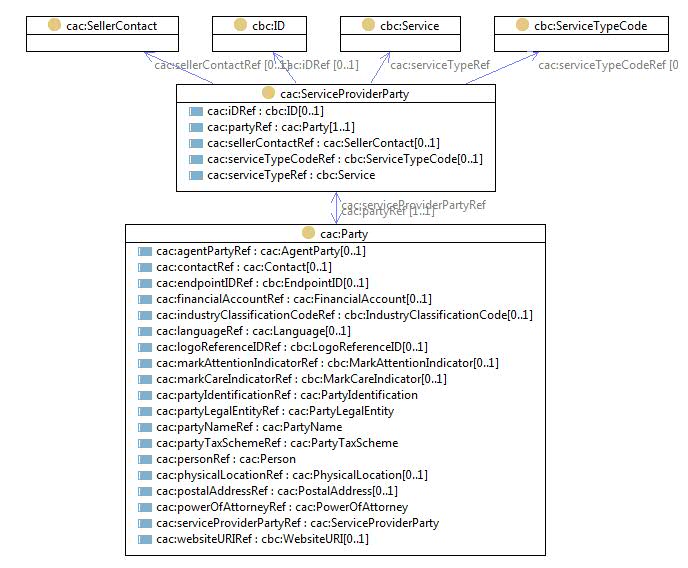 cac:SellerContact
cbc:ID
cbc:Service
cbc:ServiceTypeCode
cac:sellerContactRef [0..1]
cac:iDRef [0..1]
cac:serviceTypeRef
cac:serviceTypeCodeRef [0
cac:ServiceProviderParty
cac:iDRef : cbc:ID[0..1]
cac:partyRef : cac:Party[1..1]
cac:sellerContactRef : cac:SellerContact[0..1]
cac:serviceTypeCodeRef : cbc:ServiceTypeCode[0..1]
cac:serviceTypeRef : cbc:Service
cac:serviceProviderPartyRef
cac:partyRef [1..1]
cac:Party
cac:agentPartyRef : cac:AgentParty[0..1]
cac:contactRef : cac:Contact[0..1]
cac:endpointIDRef : cbc:EndpointID[0..1]
cac:financialAccountRef : cac:FinancialAccount[0..1]
cac:industryClassificationCodeRef : cbc:IndustryClassificationCode[0..1]
cac:languageRef : cac:Language[0..1]
cac:logoReferenceIDRef : cbc:LogoReferenceID[0..1]
cac:markAttentionIndicatorRef : cbc:MarkAttentionIndicator[0..1]
cac:markCareIndicatorRef : cbc:MarkCareIndicator[0..1]
cac:partyIdentificationRef : cac:PartyIdentification
cac:partyLegalEntityRef : cac:PartyLegalEntity
cac:partyNameRef : cac:PartyName
cac:partyTaxSchemeRef : cac:PartyTaxScheme
cac:personRef : cac:Person
cac:physicalLocationRef : cac:PhysicalLocation[0..1]
cac:postalAddressRef : cac:PostalAddress[0..1]
cac:powerOfAttorneyRef : cac:PowerOfAttorney
cac:serviceProviderPartyRef : cac:ServiceProviderParty
cac:websiteURIRef : cbc:WebsiteURI[0..1]